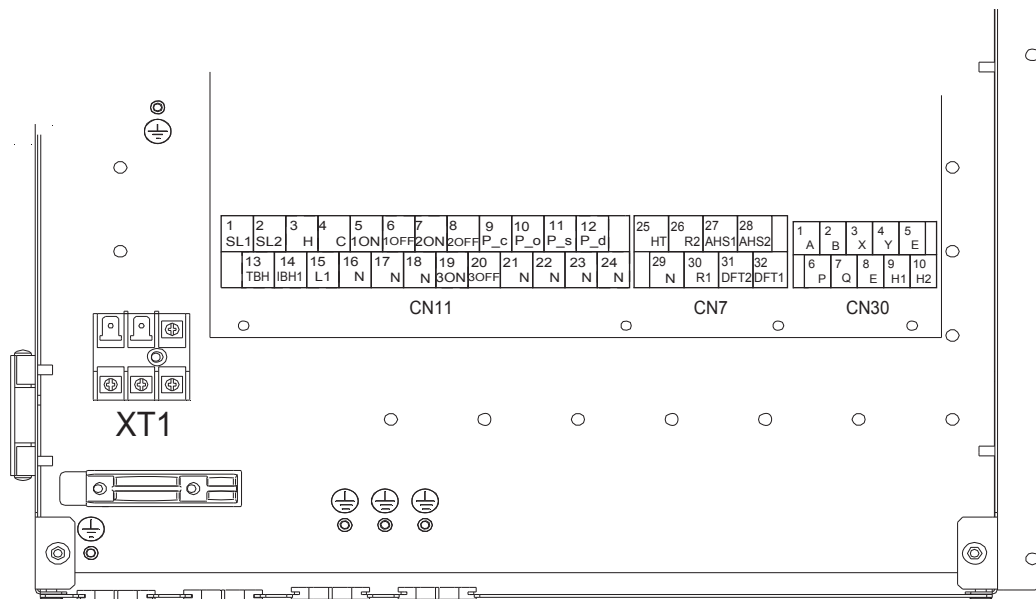 1 2 3 4 5 6 7 8 9 10 11 12
SL1 SL2 H C 1ON 1OFF 2ON 2OFF P_c P_o P_s P_d
13 14 15 16 17 18 19 20 21 22 23 24
TBH IBH1 L1 N N N 3ON 3OFF N N N N
CN11
25 26 27 28
HT R2 AHS1 AHS2
29 30 31 32
N R1 DFT2 DFT1
CN7
1 2 3 4 5
A B X Y E
6 7 8 9 10
P Q E H1 H2
CN30
XT1